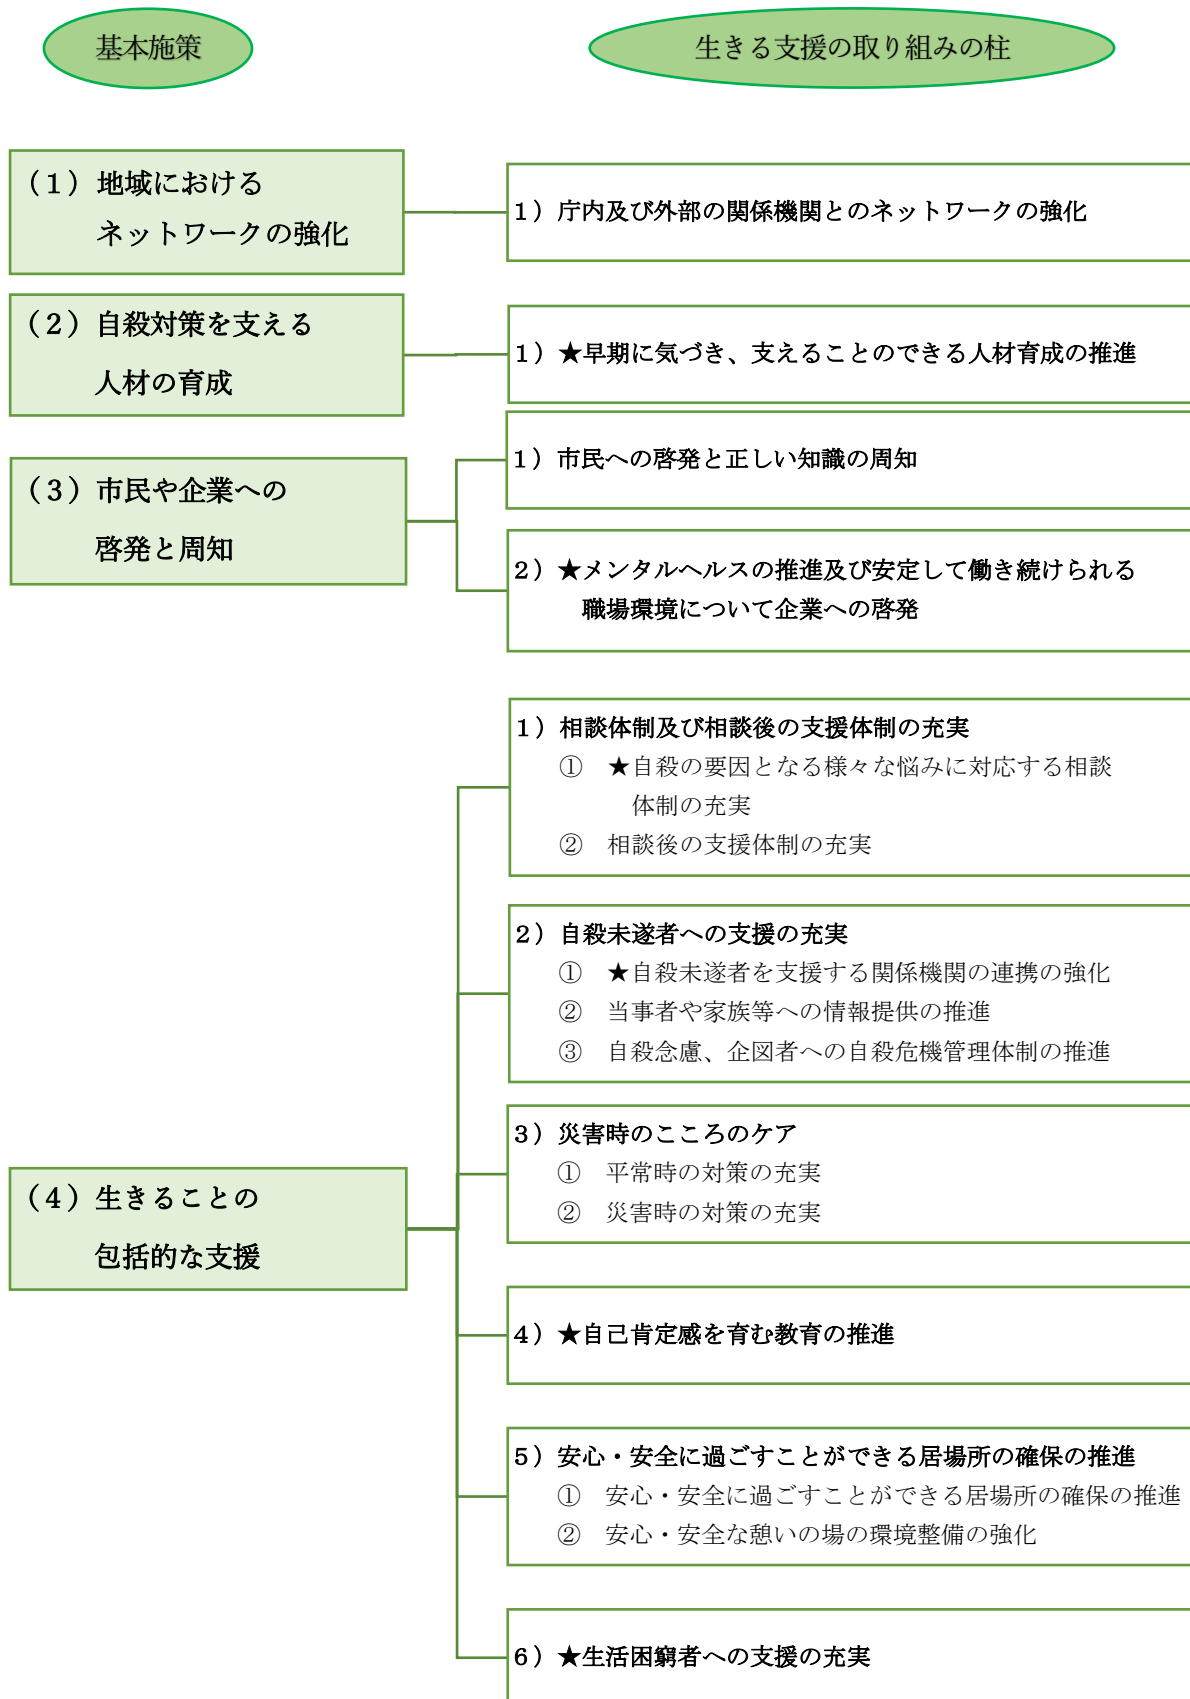 基本施策
生きる支援の取り組みの柱
(1)地域における
ネットワークの強化
1)庁内及び外部の関係機関とのネットワークの強化
(2)自殺対策を支える
人材の育成
1)★早期に気づき、支えることのできる人材育成の推進
(3)市民や企業への
啓発と周知
1)市民への啓発と正しい知識の周知
2)★メンタルヘルスの推進及び安定して働き続けられる
職場環境について企業への啓発
(4)生きることの
包括的な支援
1)相談体制及び相談後の支援体制の充実
① ★自殺の要因となる様々な悩みに対応する相談
体制の充実
② 相談後の支援体制の充実
2)自殺未遂者への支援の充実
① ★自殺未遂者を支援する関係機関の連携の強化
② 当事者や家族等への情報提供の推進
③ 自殺念慮、企図者への自殺危機管理体制の推進
3)災害時のこころのケア
① 平常時の対策の充実
② 災害時の対策の充実
4)★自己肯定感を育む教育の推進
5)安心・安全に過ごすことができる居場所の確保の推進
① 安心・安全に過ごすことができる居場所の確保の推進
② 安心・安全な憩いの場の環境整備の強化
6)★生活困窮者への支援の充実